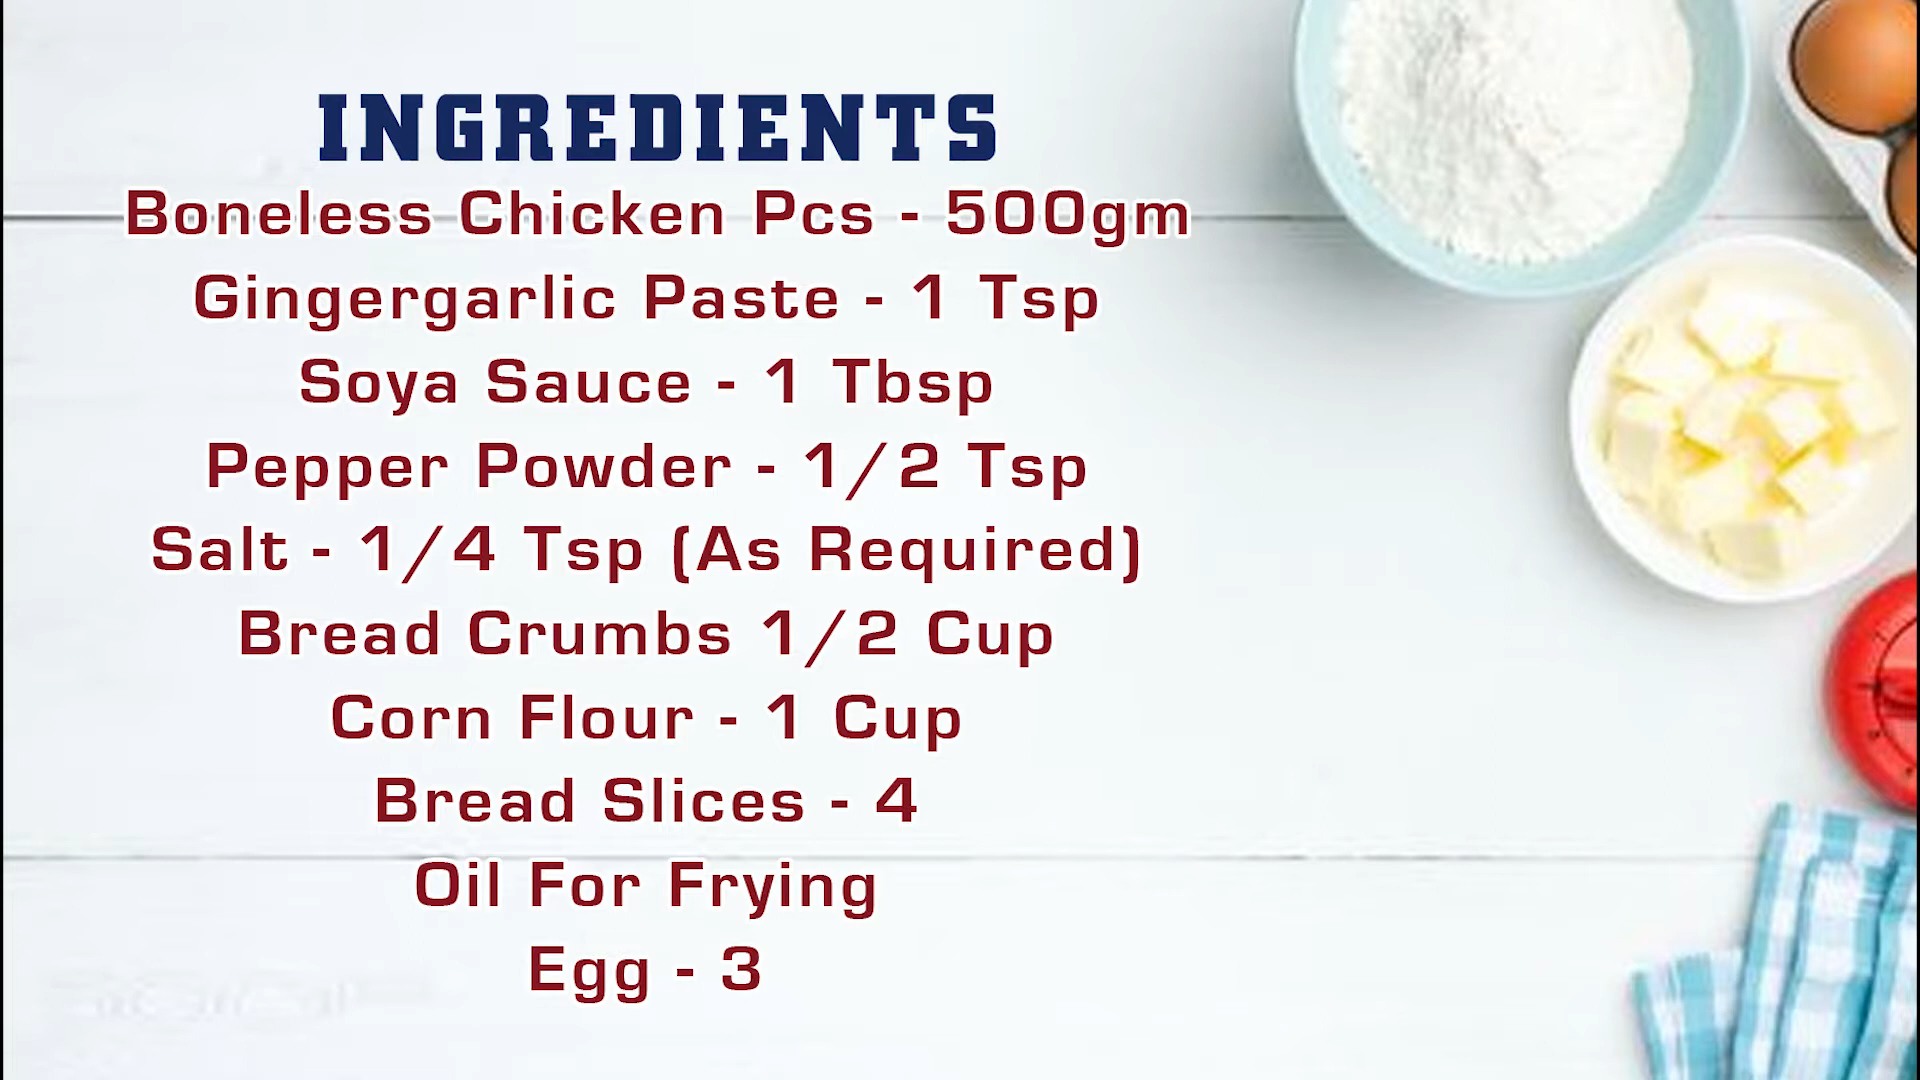 INGREDIENTS
Boneless Chicken Pcs - 500gm
Gingergarlic Paste - 1 Tsp
Soya Sauce - 1 Tbsp
Pepper Powder - 1/2 Tsp
Salt - 1/4 Tsp (As Required)
Bread Crumbs 1/2 Cup
Corn Flour - 1 Cup
Bread Slices - 4
Oil For Frying
Egg - 3